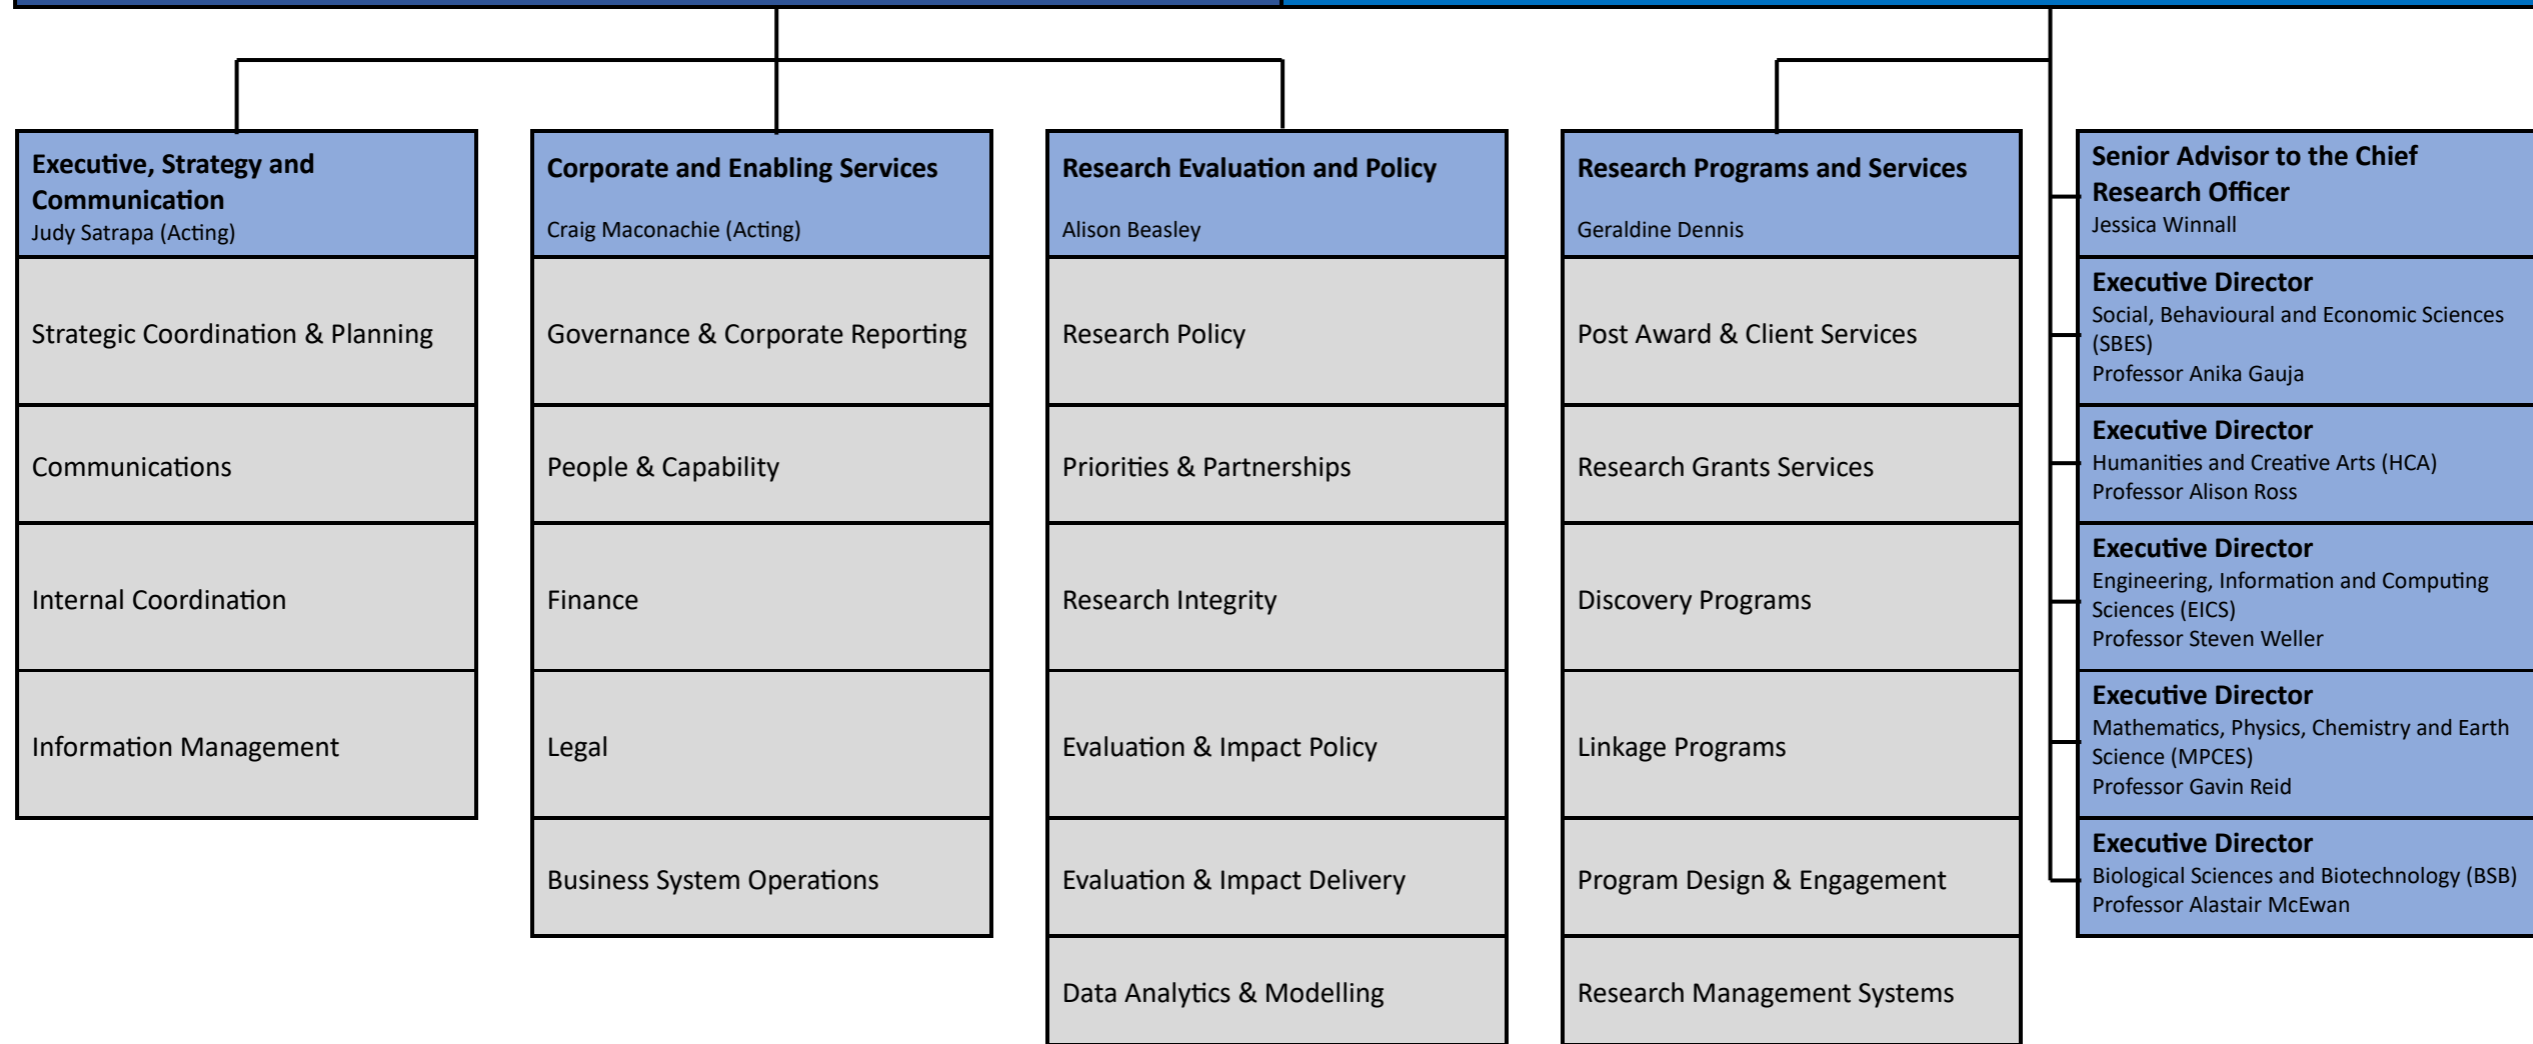 Executive, Strategy and
Communication
Judy Satrapa (Acting)
Strategic Coordination & Planning
Communications
Internal Coordination
Information Management
Corporate and Enabling Services
Craig Maconachie (Acting)
Governance & Corporate Reporting
People & Capability
Finance
Legal
Business System Operations
Research Evaluation and Policy
Alison Beasley
Research Policy
Priorities & Partnerships
Research Integrity
Evaluation & Impact Policy
Evaluation & Impact Delivery
Data Analytics & Modelling
Research Programs and Services
Geraldine Dennis
Post Award & Client Services
Research Grants Services
Discovery Programs
Linkage Programs
Program Design & Engagement
Research Management Systems
Senior Advisor to the Chief
Research Officer
Jessica Winnall
Executive Director
Social, Behavioural and Economic Sciences
(SBES)
Professor Anika Gauja
Executive Director
Humanities and Creative Arts (HCA)
Professor Alison Ross
Executive Director
Engineering, Information and Computing
Sciences (EICS)
Professor Steven Weller
Executive Director
Mathematics, Physics, Chemistry and Earth
Science (MPCES)
Professor Gavin Reid
Executive Director
Biological Sciences and Biotechnology (BSB)
Professor Alastair McEwan